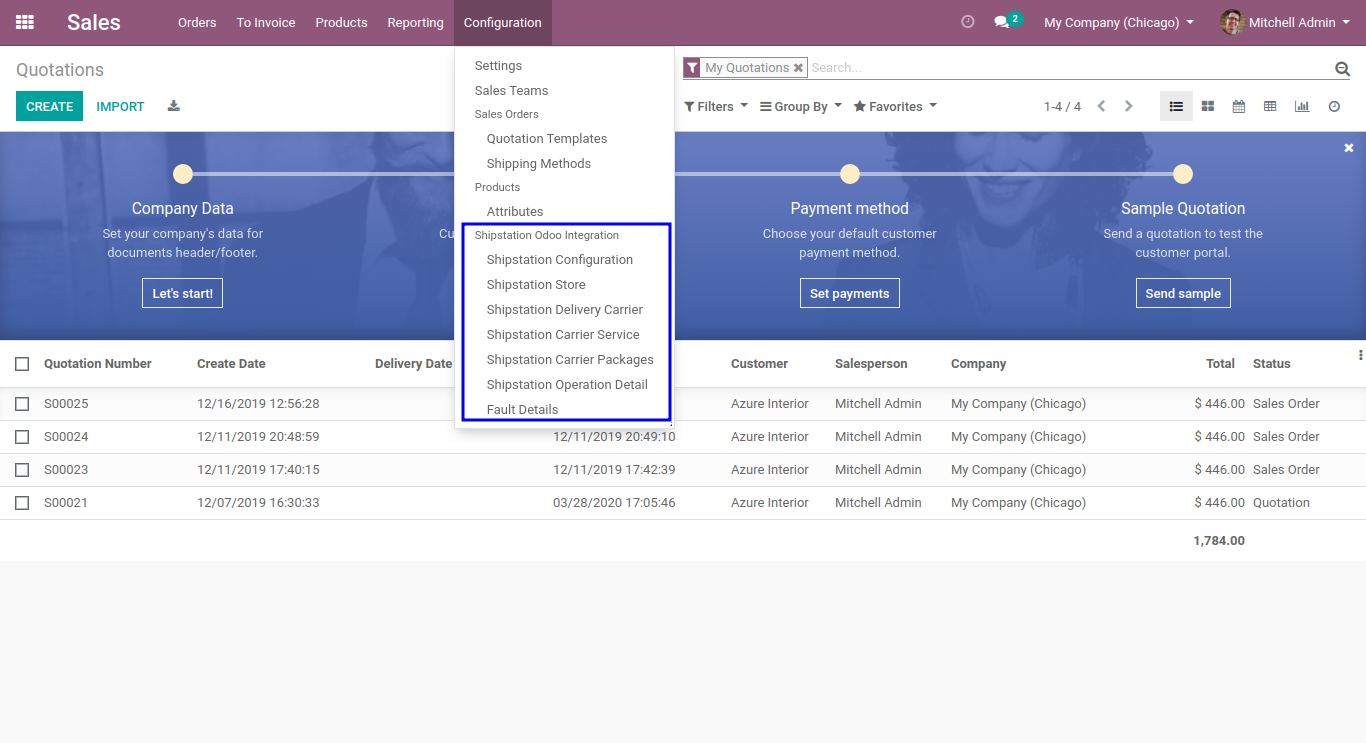 Sales Orders To Invoice Products Reporting Configuration 2 My Company (Chicago) Mitchell Admin
Quotations
My Quotations Search...
CREATE IMPORT
Filters Group By Favorites 1-4 / 4
Settings
Sales Teams
Sales Orders
Quotation Templates
Shipping Methods
Products
Attributes
Shipstation Odoo Integration
Shipstation Configuration
Shipstation Store
Shipstation Delivery Carrier
Shipstation Carrier Service
Shipstation Carrier Packages
Shipstation Operation Detail
Fault Details
Company Data
Set your company's data for
documents header/footer.
Let's start!
Payment method
Choose your default customer
payment method.
Set payments
Sample Quotation
Send a quotation to test the
customer portal.
Send sample
Quotation Number Create Date Delivery Date Customer Salesperson Company Total Status
S00025 12/16/2019 12:56:28 Azure Interior Mitchell Admin My Company (Chicago) $ 446.00 Sales Order
S00024 12/11/2019 20:48:59 12/11/2019 20:49:10 Azure Interior Mitchell Admin My Company (Chicago) $ 446.00 Sales Order
S00023 12/11/2019 17:40:15 12/11/2019 17:42:39 Azure Interior Mitchell Admin My Company (Chicago) $ 446.00 Sales Order
S00021 12/07/2019 16:30:33 03/28/2020 17:05:46 Azure Interior Mitchell Admin My Company (Chicago) $ 446.00 Quotation
1,784.00